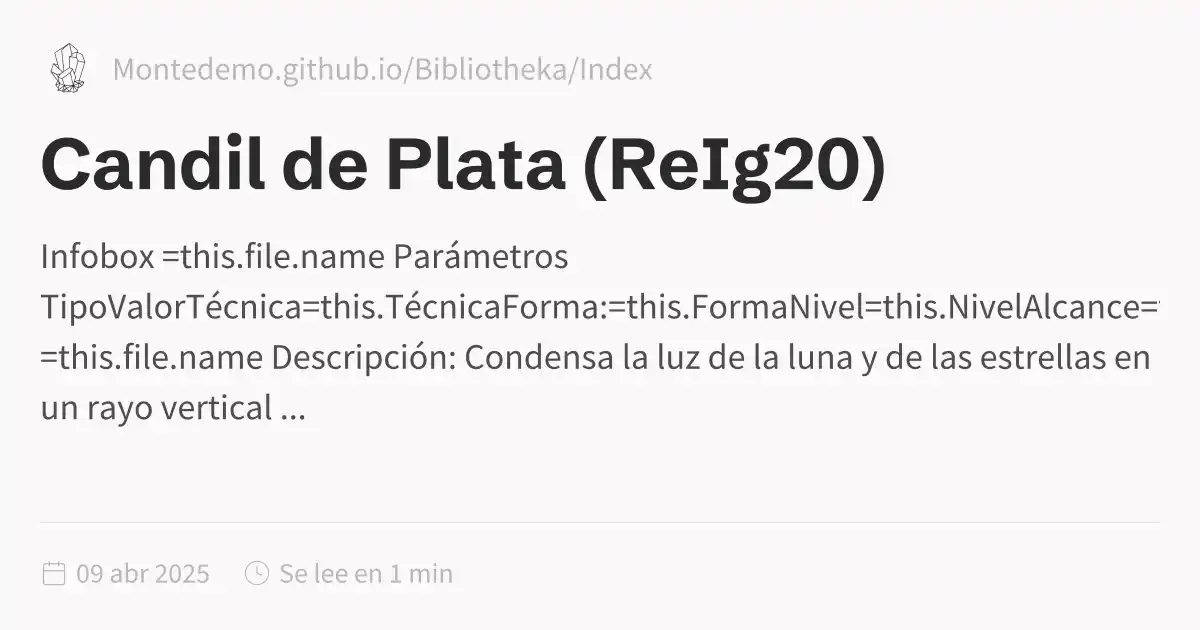 Montedemo.github.io/Bibliotheka/Index
Candil de Plata (ReIg20)
Infobox =this.file.name Parámetros
TipoValorTécnica=this.TécnicaForma:=this.FormaNivel=this.NivelAlcance=
=this.file.name Descripción: Condensa la luz de la luna y de las estrellas en
un rayo vertical ...
09 abr 2025 Se lee en 1 min